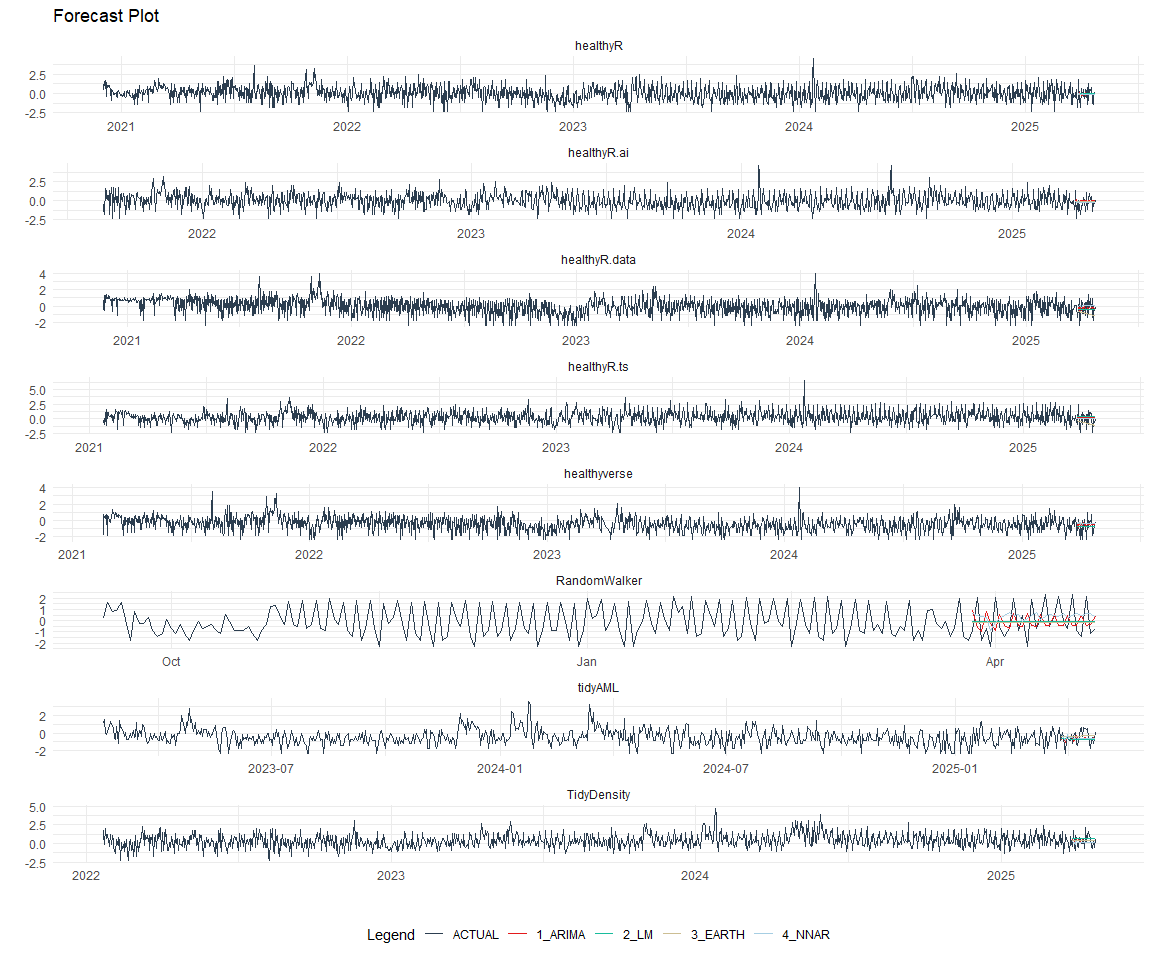 Forecast Plot
healthyR
2.5
0.0
-2.5
2021 2022 2023 2024 2025
healthyR.ai
2.5
0.0
-2.5
2022 2023 2024 2025
healthyR.data
4
2
0
-2
2021 2022 2023 2024 2025
healthyR.ts
5.0
2.5
0.0
-2.5
2021 2022 2023 2024 2025
healthyverse
4
2
0
-2
2021 2022 2023 2024 2025
RandomWalker
2
1
0
-1
-2
Oct Jan Apr
tidyAML
2
0
-2
2023-07 2024-01 2024-07 2025-01
TidyDensity
5.0
2.5
0.0
-2.5
2022 2023 2024 2025
Legend ACTUAL 1_ARIMA 2_LM 3_EARTH 4_NNAR